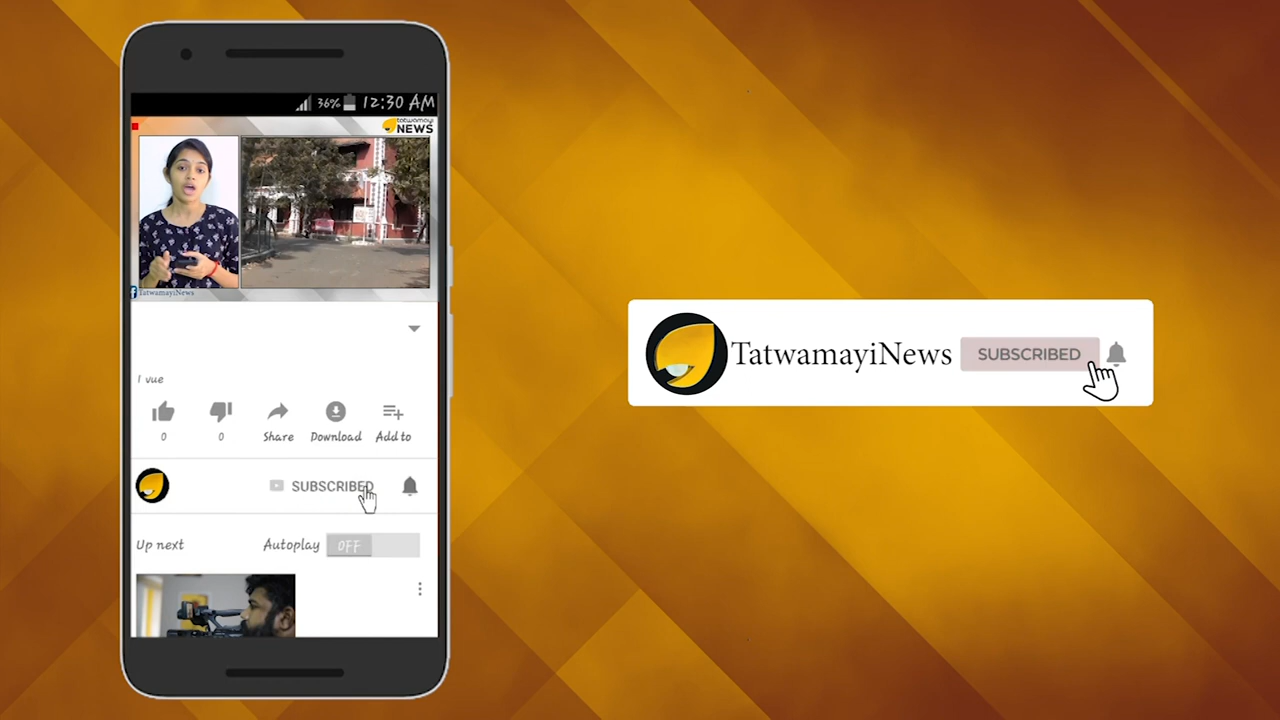 36% 12:30 AM
tatwamayi
NEWS
TatwamayiNews
1 vue
0 0 Share Download Add to
SUBSCRIBED
Up next Autoplay OFF
TatwamayiNews SUBSCRIBED